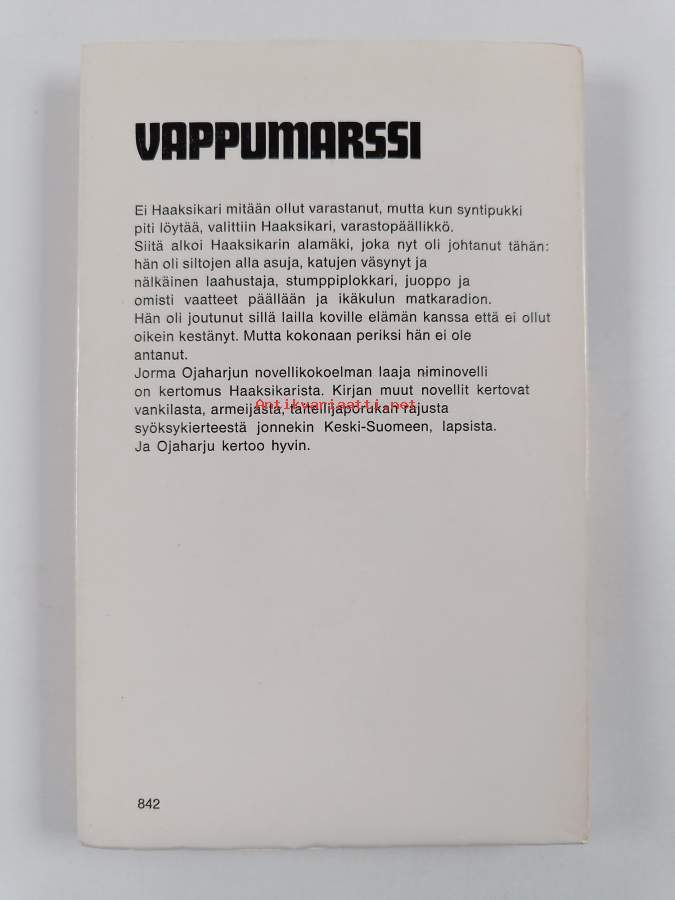 VAPPUMARSSI
Ei Haaksikari mitään ollut varastanut, mutta kun syntipukki
piti löytää, valittiin Haaksikari, varastopäällikkö.
Siitä alkoi Haaksikarin alamäki, joka nyt oli johtanut tähän:
hän oli siltojen alla asuja, katujen väsynyt ja
nälkäinen laahustaja, stumppiplokkari, juoppo ja
omisti vaatteet päällään ja ikäkulun matkaradion.
Hän oli joutunut sillä lailla koville elämän kanssa että ei ollut
oikein kestänyt. Mutta kokonaan periksi hän ei ole
antanut.
Jorma Ojaharjun novellikokoelman laaja niminovelli
on kertomus Haaksikarista. Kirjan muut novellit kertovat
vankilasta, armeijasta, taiteilijaporukan rajusta
Antikvariaatti.net
syöksykierteestä jonnekin Keski-Suomeen, lapsista.
Ja Ojaharju kertoo hyvin.
842